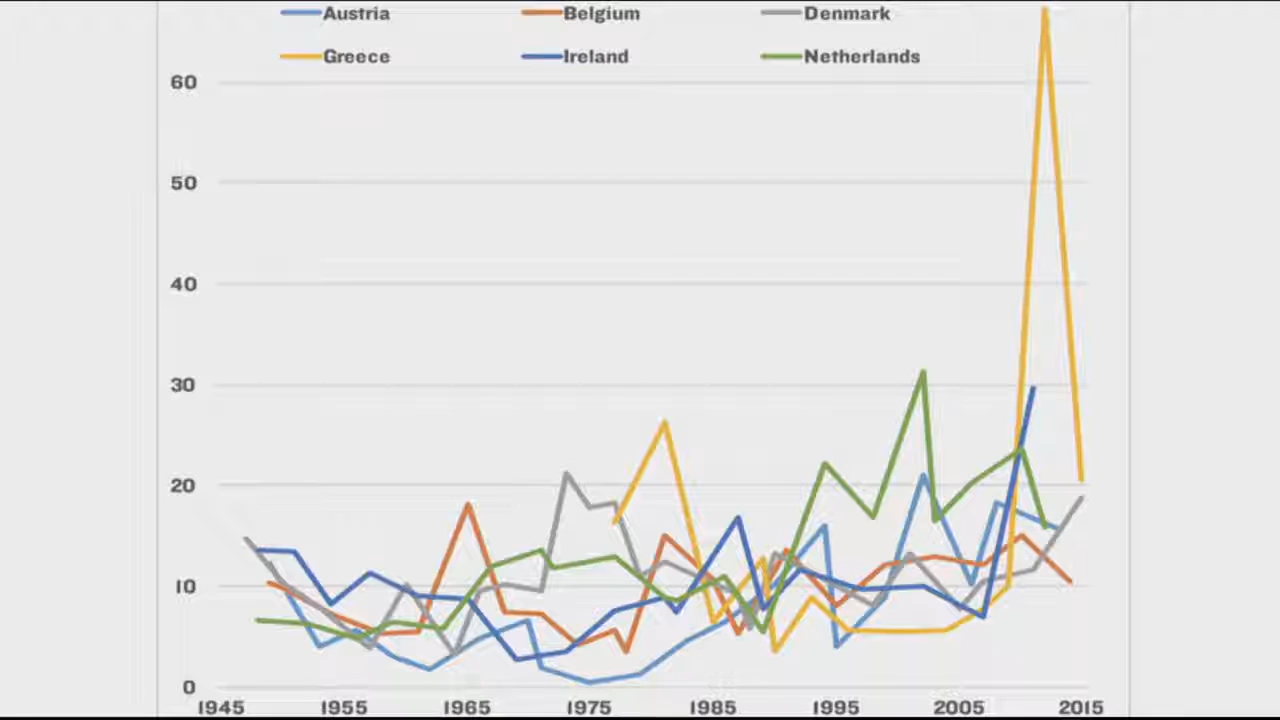 Austria Belgium Denmark
Greece Ireland Netherlands
60
50
40
30
20
10
0
1945 1955 1965 1975 1985 1995 2005 2015